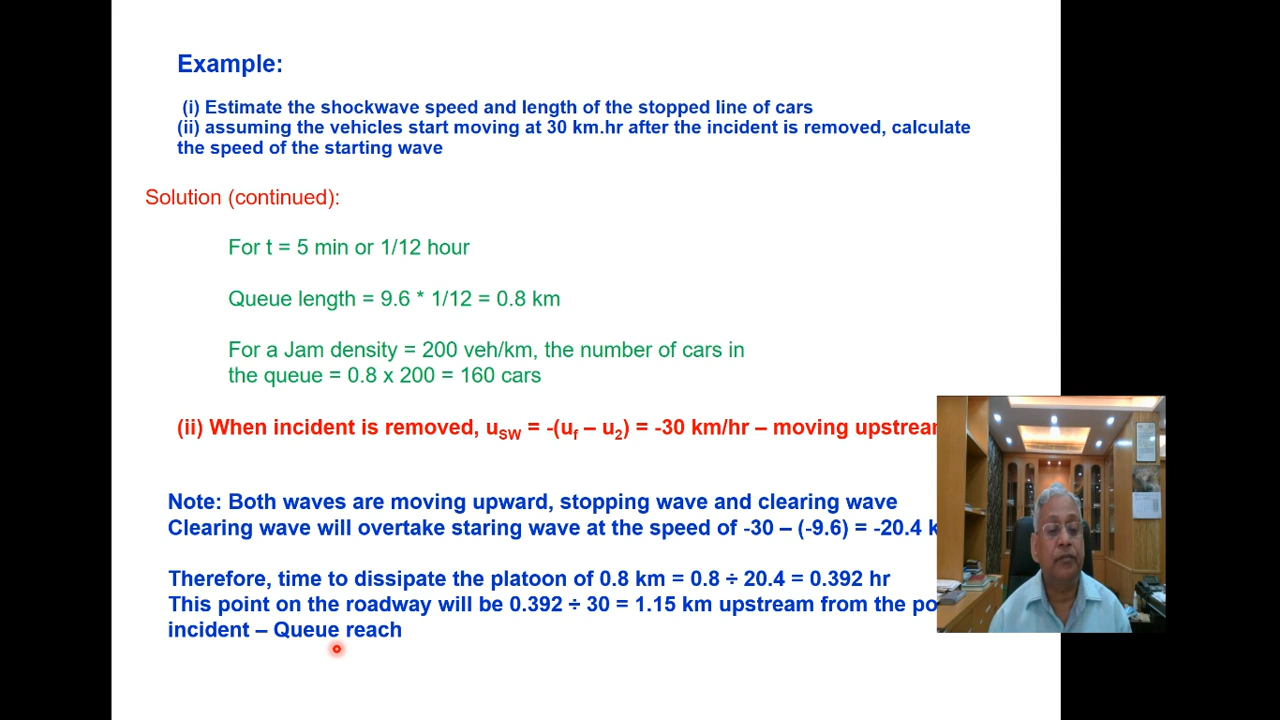 Example:
(i) Estimate the shockwave speed and length of the stopped line of cars
(ii) assuming the vehicles start moving at 30 km.hr after the incident is removed, calculate
the speed of the starting wave
Solution (continued):
For t = 5 min or 1/12 hour
Queue length = 9.6 * 1/12 = 0.8 km
For a Jam density = 200 veh/km, the number of cars in
the queue = 0.8 x 200 = 160 cars
(ii) When incident is removed, uSW = -(uf – u2) = -30 km/hr – moving
Note: Both waves are moving upward, stopping wave and clearing wave
Clearing wave will overtake staring wave at the speed of -30 – (-9.6) = -20.4
Therefore, time to dissipate the platoon of 0.8 km = 0.8 ÷ 20.4 = 0.392 hr
This point on the roadway will be 0.392 ÷ 30 = 1.15 km upstream from the
incident – Queue reach